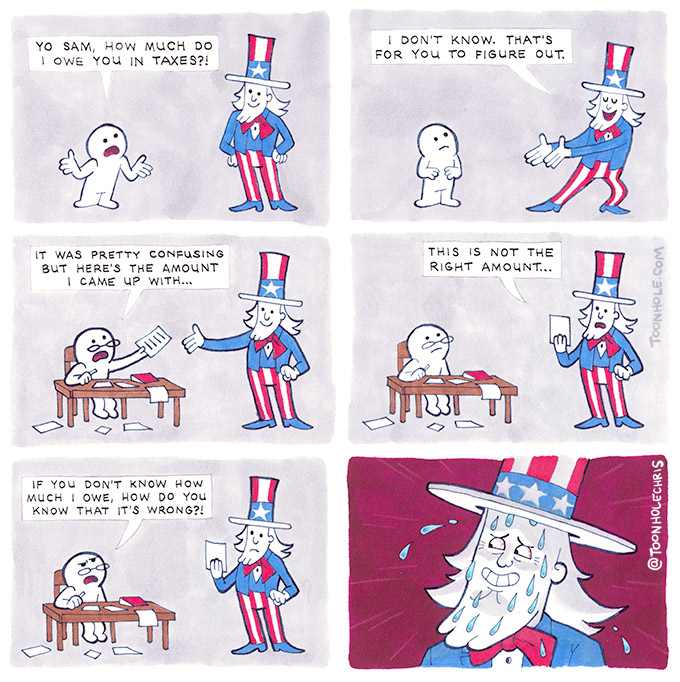 YO SAM, HOW MUCH DO
I OWE YOU IN TAXES?!
I DON'T KNOW. THAT'S
FOR YOU TO FIGURE OUT.
IT WAS PRETTY CONFUSING
BUT HERE'S THE AMOUNT
I CAME UP WITH...
THIS IS NOT THE
RIGHT AMOUNT...
TOONHOLE.COM
IF YOU DON'T KNOW HOW
MUCH I OWE, HOW DO YOU
KNOW THAT IT'S WRONG?!
@TOONHOLECHRIS